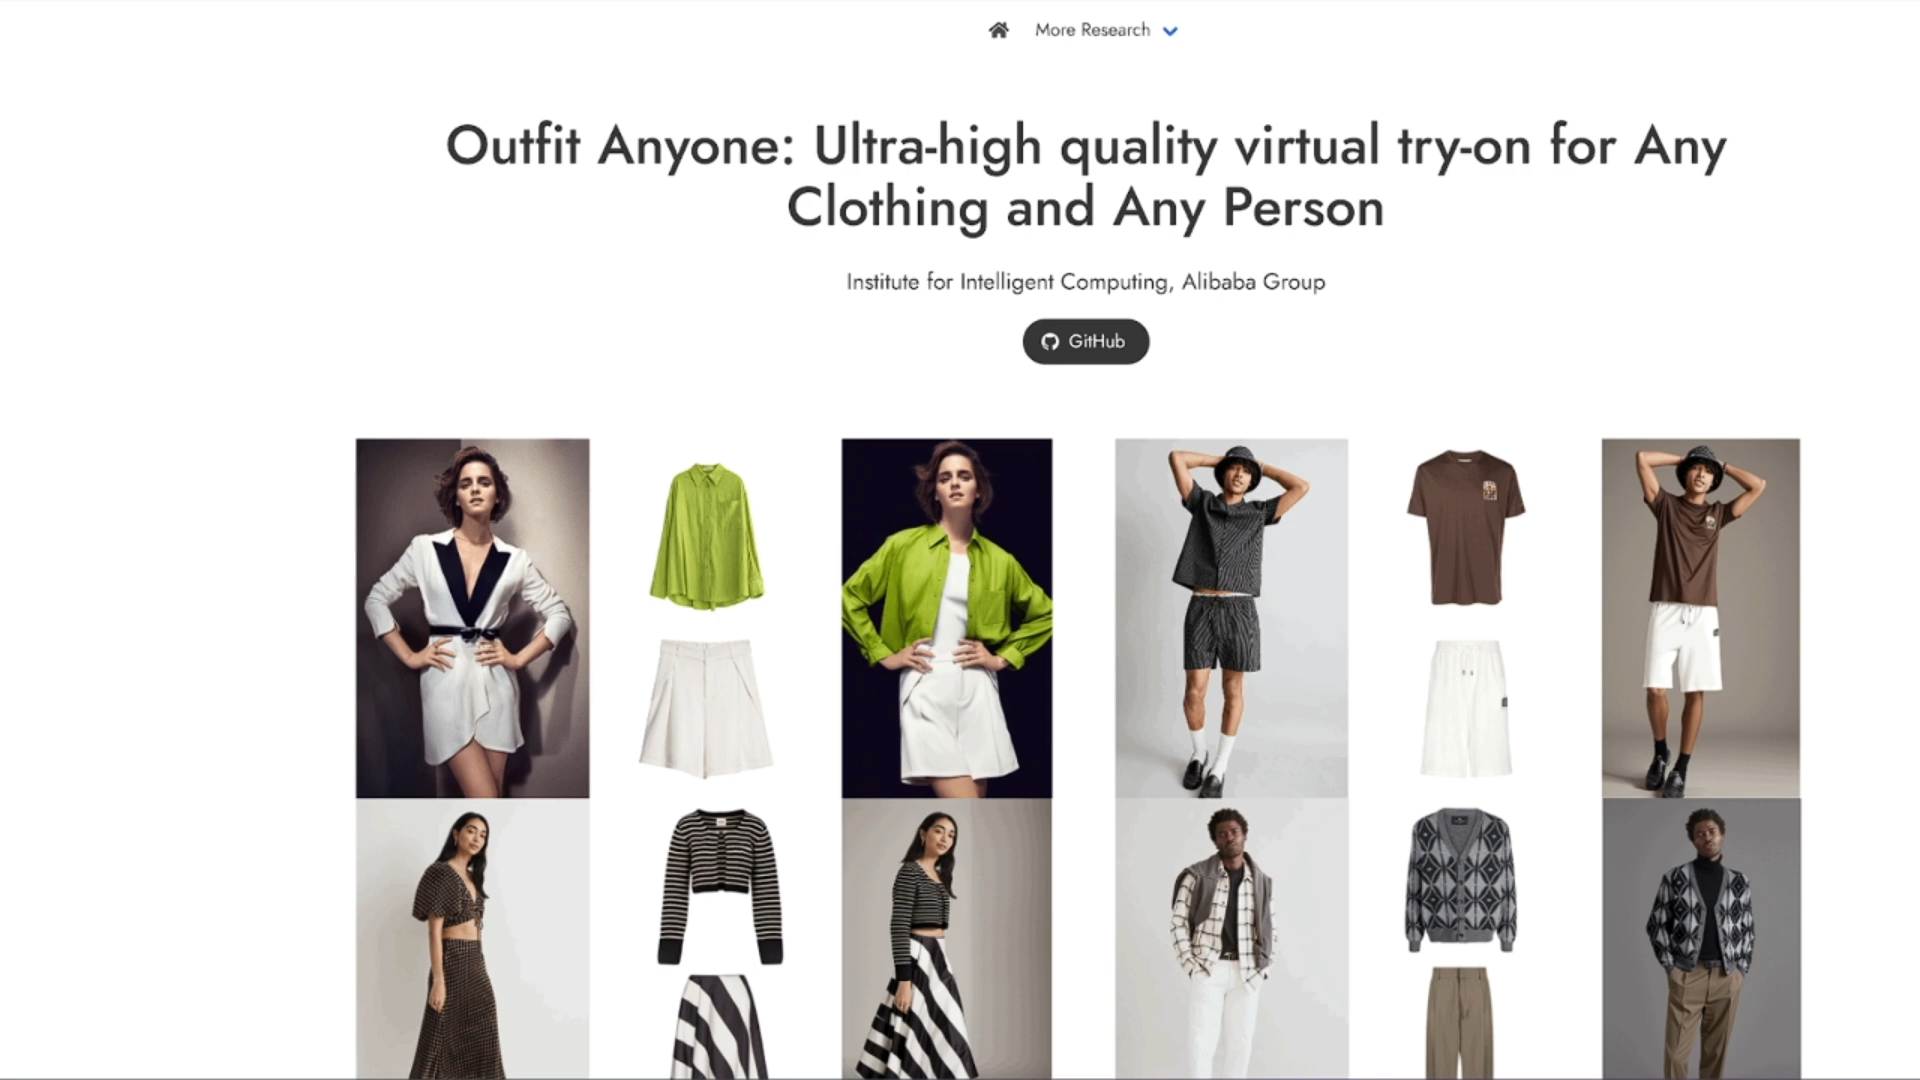 More Research
Outfit Anyone: Ultra-high quality virtual try-on for Any
Clothing and Any Person
Institute for Intelligent Computing, Alibaba Group
GitHub